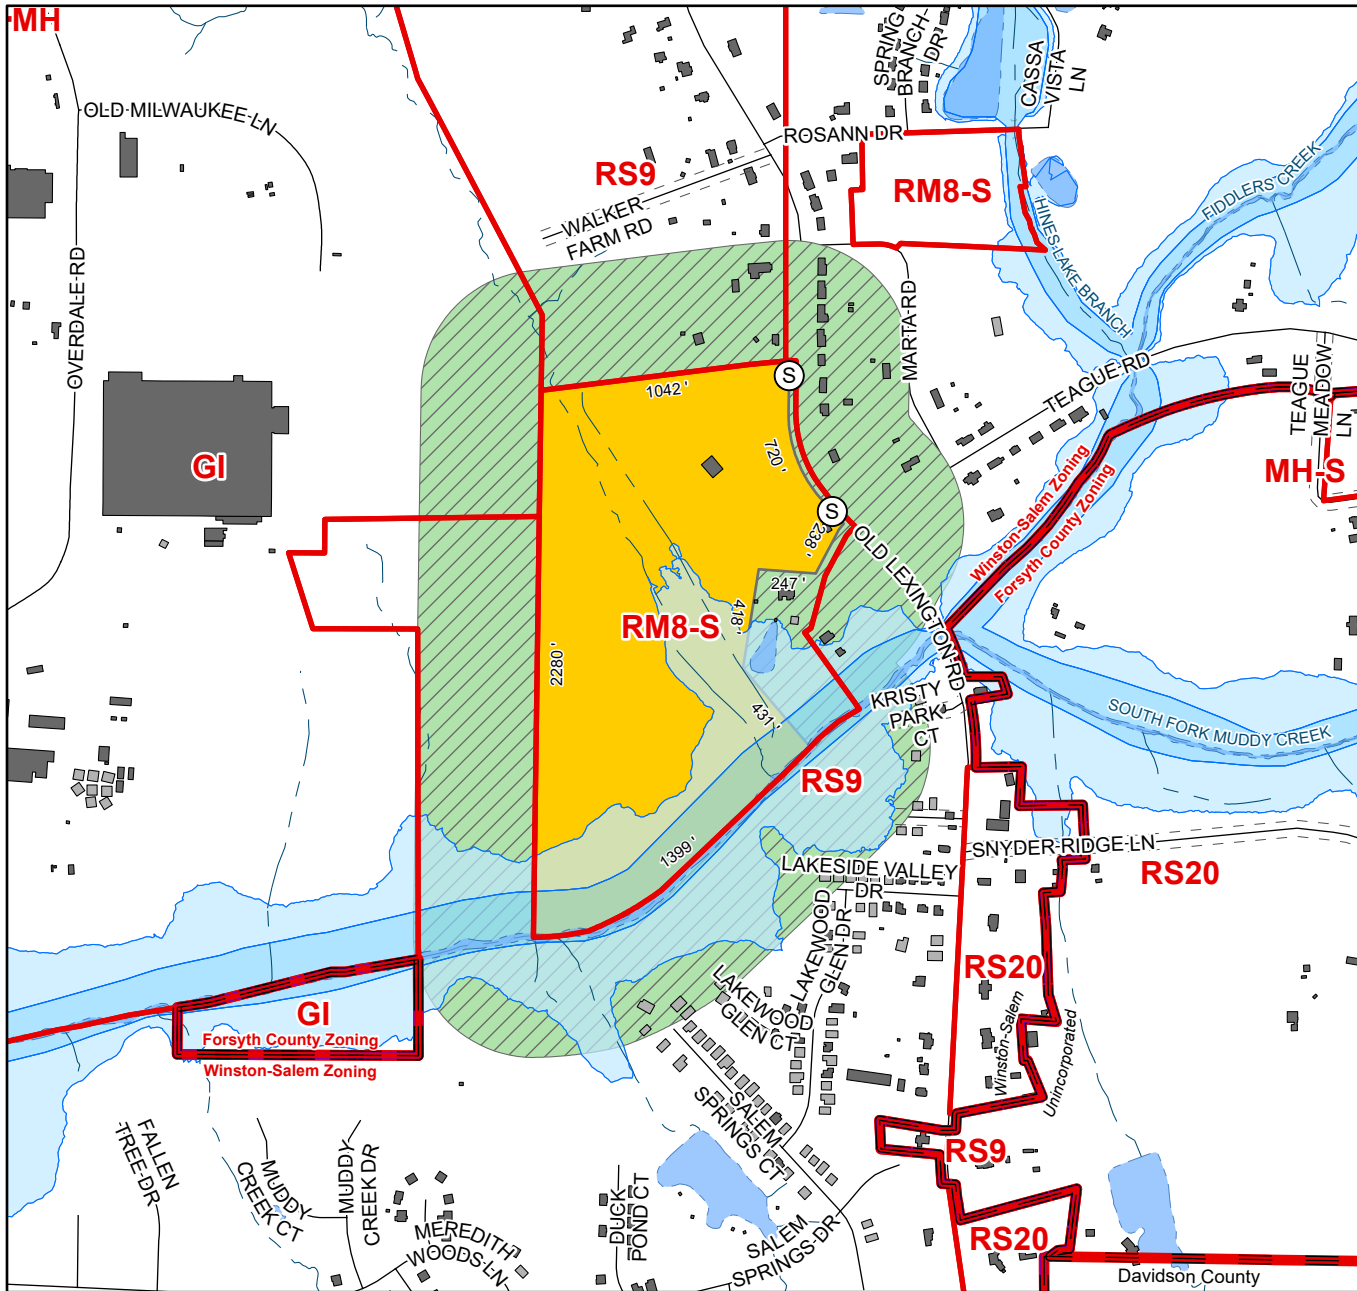 MH
SPRING
BRANCH
DR
CASSA
VISTA
LN
OLD MILWAUKEE LN
ROSANN DR
RS9
RM8-S
WALKER
FARM RD
FIDDLERS CREEK
HINES LAKE BRANCH
OVERDALE RD
MARTA RD
TEAGUE RD
TEAGUE
MEADOW
LN
1042 '
S
720 '
GI
MH-S
Winston-Salem Zoning
Forsyth County Zoning
S
238 '
OLD LEXINGTON RD
247 '
418 '
RM8-S
2280 '
431 '
KRISTY
PARK
CT
SOUTH FORK MUDDY CREEK
RS9
1399 '
SNYDER RIDGE LN
LAKESIDE VALLEY
DR
RS20
LAKEWOOD
GLEN DR
RS20
LAKEWOOD
GLEN CT
GI
Forsyth County Zoning
Winston-Salem Zoning
Winston-Salem
Unincorporated
SALEM
SPRINGS CT
FALLEN
TREE DR
MUDDY
CREEK CT
MUDDY
CREEK DR
RS9
DUCK
POND CT
MEREDITH
WOODS LN
SALEM
SPRINGS DR
RS20
Davidson County